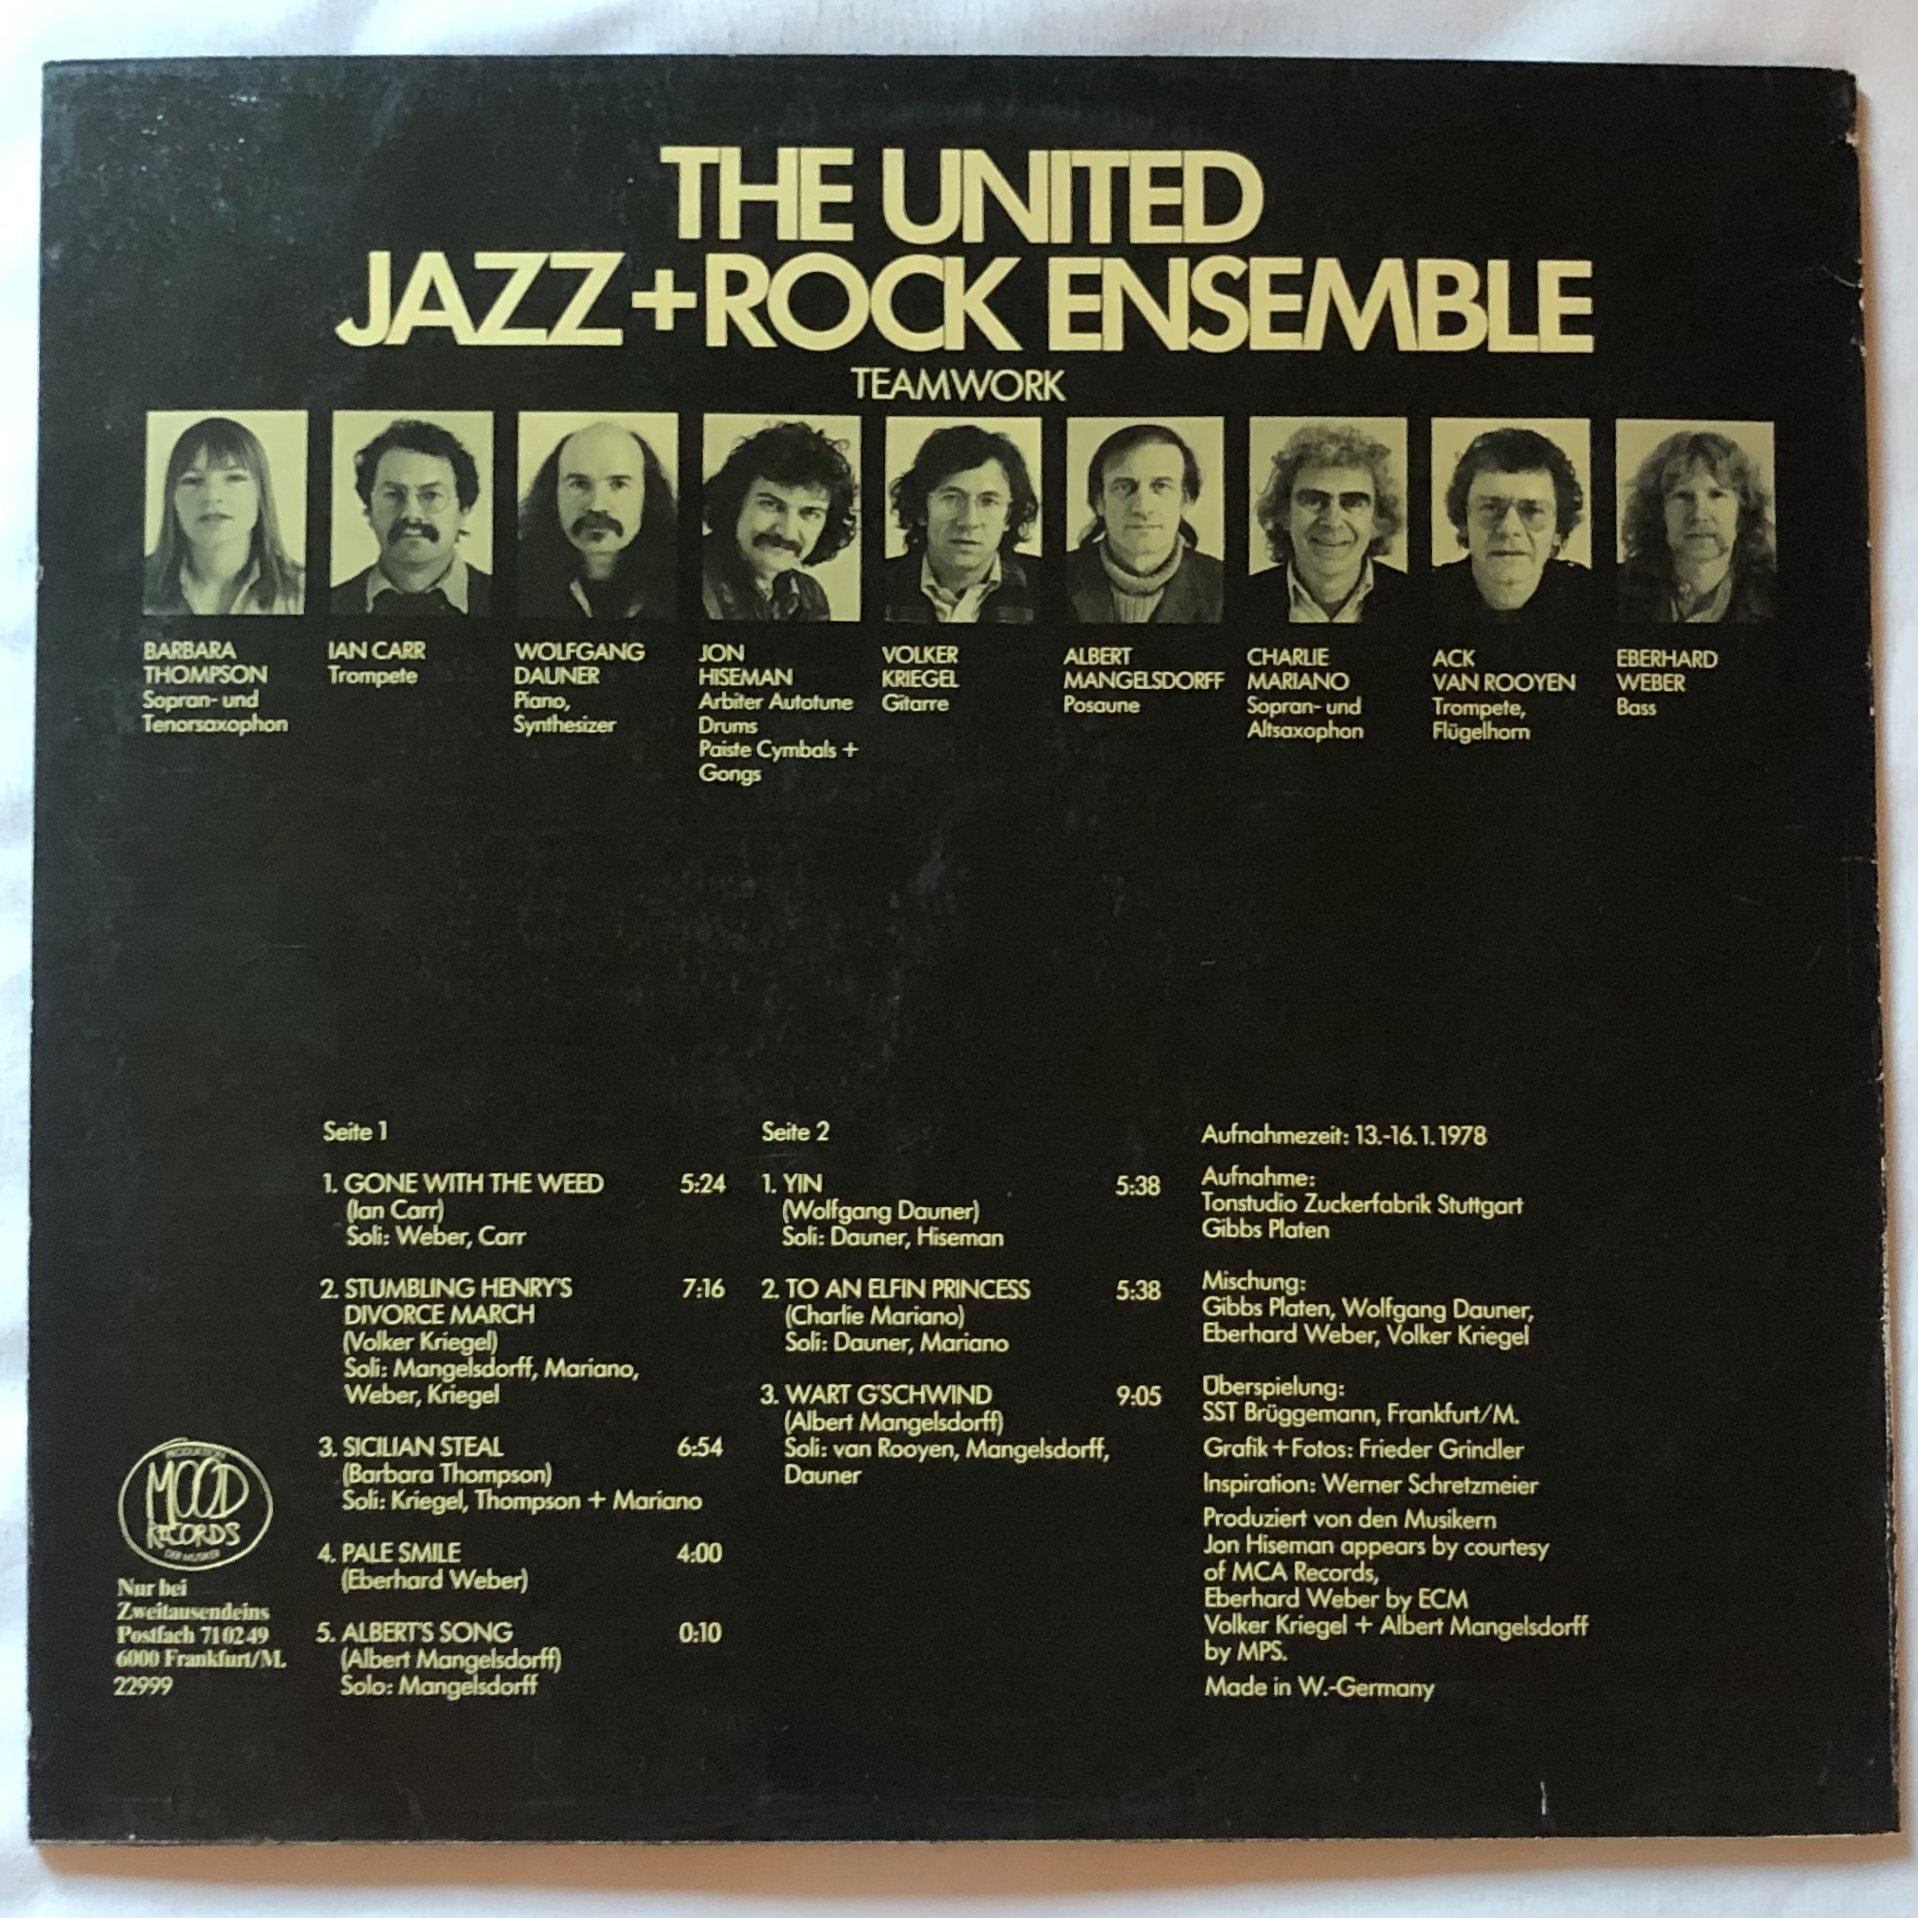 THE UNITED
JAZZ+ROCK ENSEMBLE
TEAMWORK
BARBARA
THOMPSON
Sopran- und
Tenorsaxophon
IAN CARR
Trompete
WOLFGANG
DAUNER
Piano,
Synthesizer
JON
HISEMAN
Arbiter Autotune
Drums
Paiste Cymbals +
Gongs
VOLKER
KRIEGEL
Gitarre
ALBERT
MANGELSDORFF
Posaune
CHARLIE
MARIANO
Sopran- und
Altsaxophon
ACK
VAN ROOYEN
Trompete,
Flügelhorn
EBERHARD
WEBER
Bass
Seite 1
1. GONE WITH THE WEED 5:24
(Ian Carr)
Soli: Weber, Carr
2. STUMBLING HENRY'S 7:16
DIVORCE MARCH
(Volker Kriegel)
Soli: Mangelsdorff, Mariano,
Weber, Kriegel
3. SICILIAN STEAL 6:54
(Barbara Thompson)
Soli: Kriegel, Thompson + Mariano
4. PALE SMILE 4:00
(Eberhard Weber)
5. ALBERT'S SONG 0:10
(Albert Mangelsdorff)
Solo: Mangelsdorff
Seite 2
1. YIN 5:38
(Wolfgang Dauner)
Soli: Dauner, Hiseman
2. TO AN ELFIN PRINCESS 5:38
(Charlie Mariano)
Soli: Dauner, Mariano
3. WART G'SCHWIND 9:05
(Albert Mangelsdorff)
Soli: van Rooyen, Mangelsdorff,
Dauner
Aufnahmezeit: 13.-16.1.1978
Aufnahme:
Tonstudio Zuckerfabrik Stuttgart
Gibbs Platen
Mischung:
Gibbs Platen, Wolfgang Dauner,
Eberhard Weber, Volker Kriegel
Überspielung:
SST Brüggemann, Frankfurt/M.
Grafik+Fotos: Frieder Grindler
Inspiration: Werner Schretzmeier
Produziert von den Musikern
Jon Hiseman appears by courtesy
of MCA Records,
Eberhard Weber by ECM
Volker Kriegel + Albert Mangelsdorff
by MPS.
Made in W.-Germany
PRODUKTION
MOOD
RECORDS
DER MUSIKER
Nur bei
Zweitausendeins
Postfach 710249
6000 Frankfurt/M.
22999